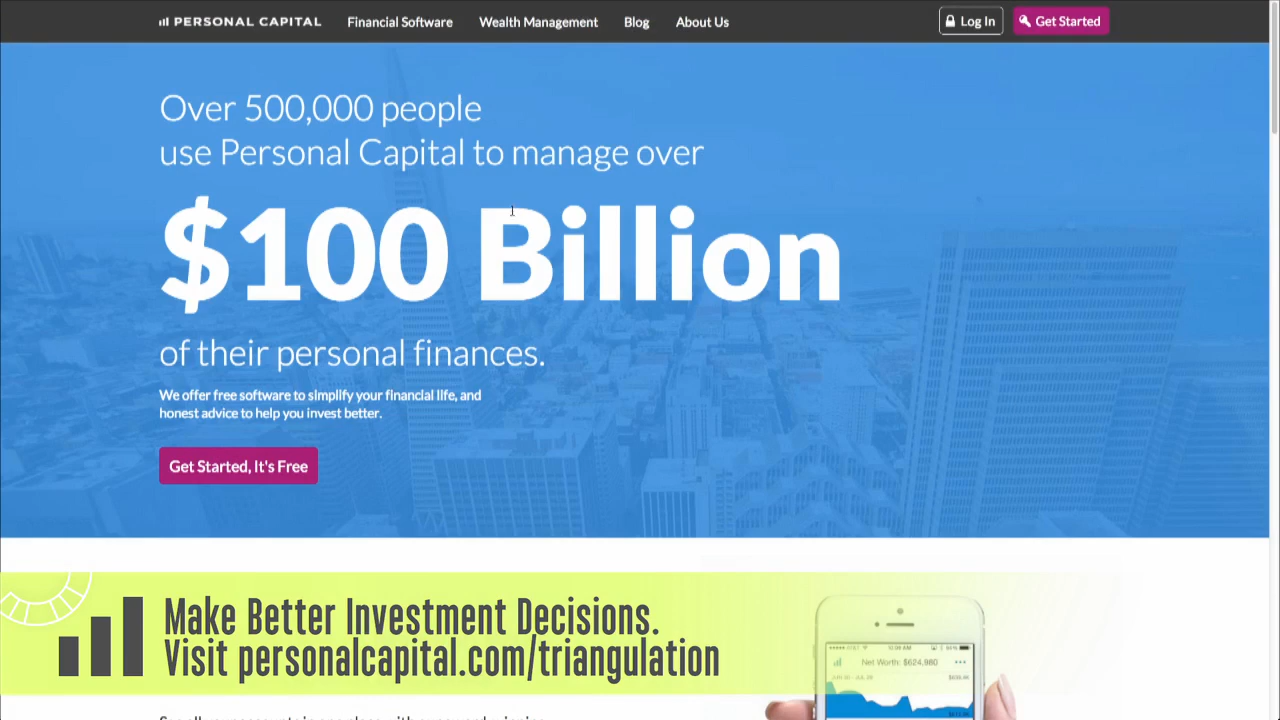 PERSONAL CAPITAL Financial Software Wealth Management Blog About Us Log In Get Started
Over 500,000 people
use Personal Capital to manage over
$100 Billion
of their personal finances.
We offer free software to simplify your financial life, and
honest advice to help you invest better.
Get Started, It's Free
Make Better Investment Decisions.
Visit personalcapital.com/triangulation
12:08 AM
Net Worth: $624,980